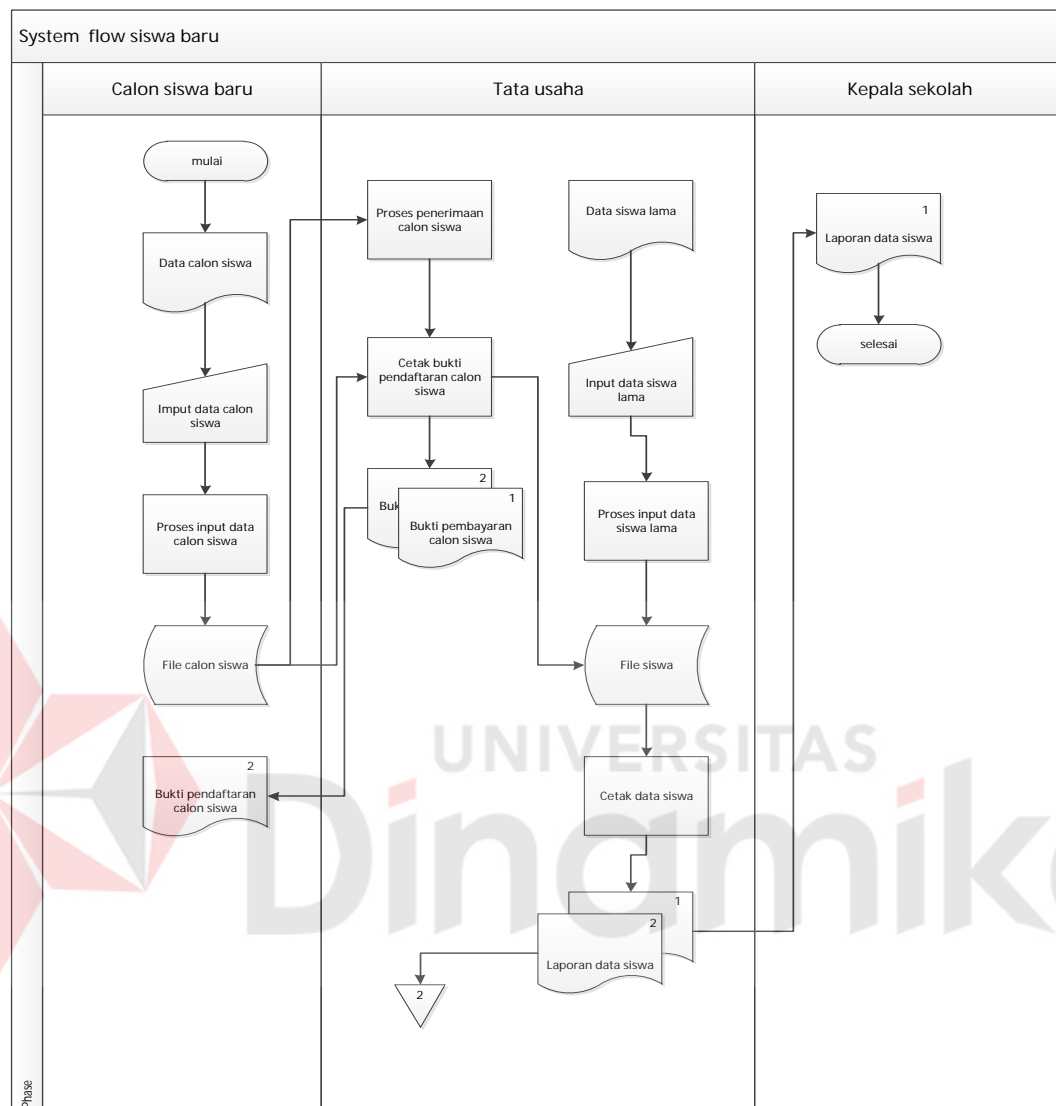 System flow siswa baru
Calon siswa baru
Tata usaha
Kepala sekolah
mulai
Data calon siswa
Imput data calon
siswa
Proses input data
calon siswa
File calon siswa
2
Bukti pendaftaran
calon siswa
Proses penerimaan
calon siswa
Cetak bukti
pendaftaran calon
siswa
2
1
Bukti pembayaran
calon siswa
Data siswa lama
Input data siswa
lama
Proses input data
siswa lama
File siswa
Cetak data siswa
1
2
Laporan data siswa
2
1
Laporan data siswa
selesai
Phase
UNIVERSITAS